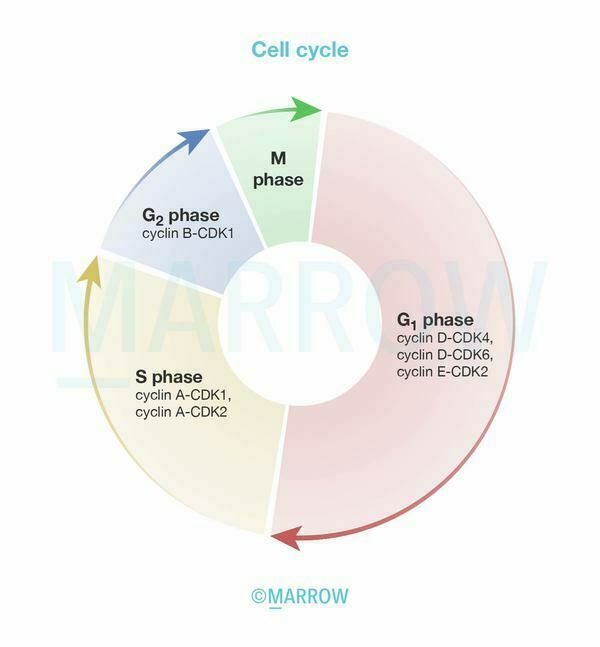 Cell cycle
M
phase
G₂ phase
cyclin B-CDK1
MARROW
G₁ phase
cyclin D-CDK4,
cyclin D-CDK6,
cyclin E-CDK2
S phase
cyclin A-CDK1,
cyclin A-CDK2
©MARROW